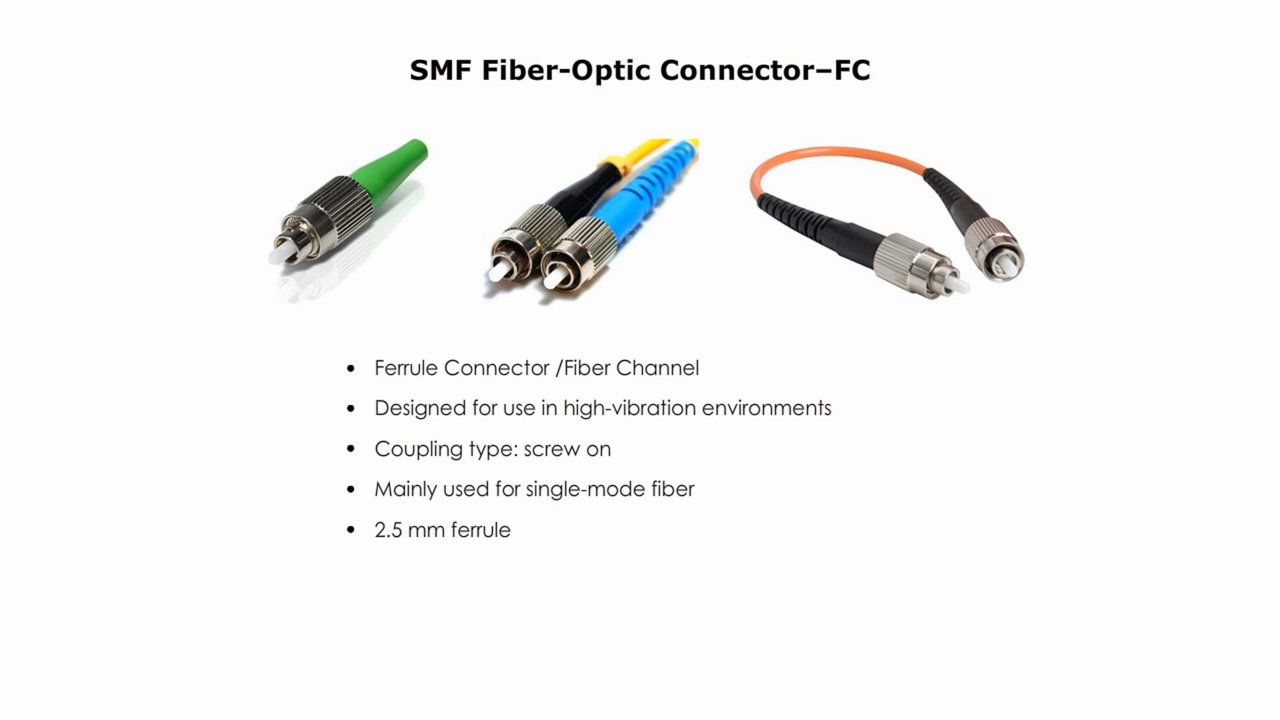 SMF Fiber-Optic Connector–FC
• Ferrule Connector /Fiber Channel
• Designed for use in high-vibration environments
• Coupling type: screw on
• Mainly used for single-mode fiber
• 2.5 mm ferrule